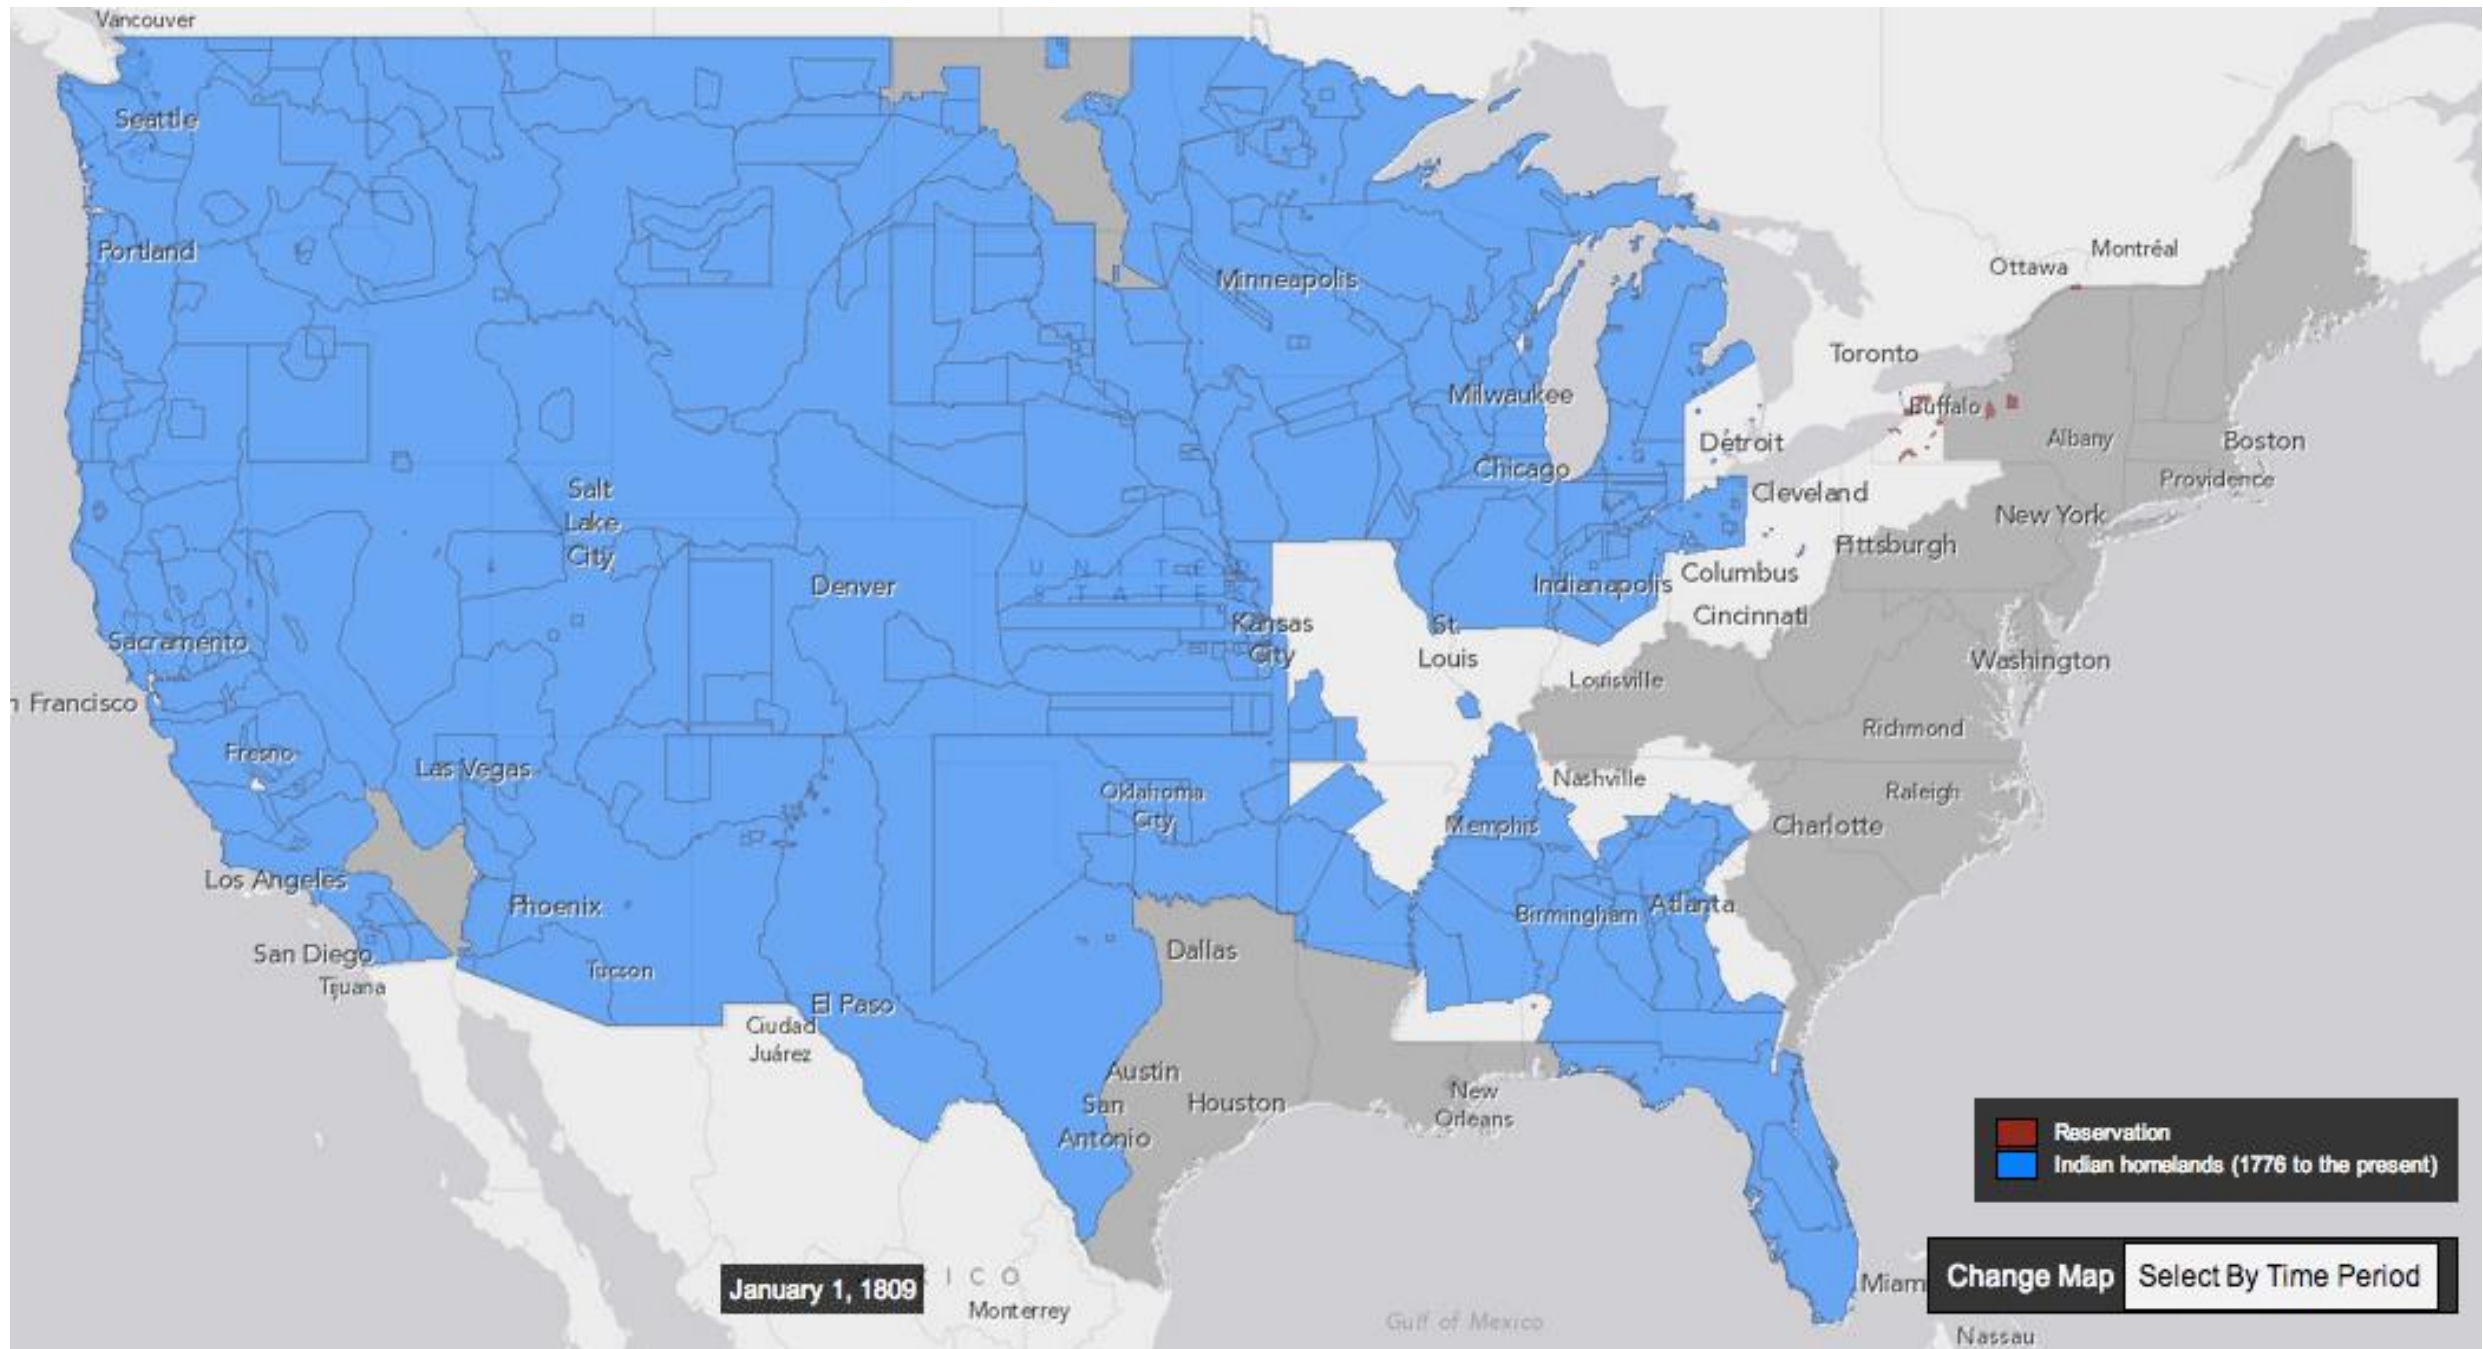 Vancouver
Seattle
Portland
Minneapolis
Ottawa
Montréal
Toronto
Buffalo
Milwaukee
Detroit
Albany
Boston
Chicago
Cleveland
Providence
Salt
Lake
City
New York
Pittsburgh
UNITED
STATES
Denver
Indianapolis
Columbus
Cincinnati
Kansas
City
St.
Louis
Sacramento
Washington
Louisville
n Francisco
Richmond
Fresno
Las Vegas
Nashville
Oklahoma
City
Raleigh
Memphis
Charlotte
Los Angeles
Phoenix
Birmingham
Atlanta
San Diego
Dallas
Tucson
Tijuana
El Paso
Ciudad
Juárez
Austin
San
Antonio
Houston
New
Orleans
Reservation
Indian homelands (1776 to the present)
January 1, 1809
I C O
Monterrey
Miam
Change Map
Select By Time Period
Gulf of Mexico
Nassau